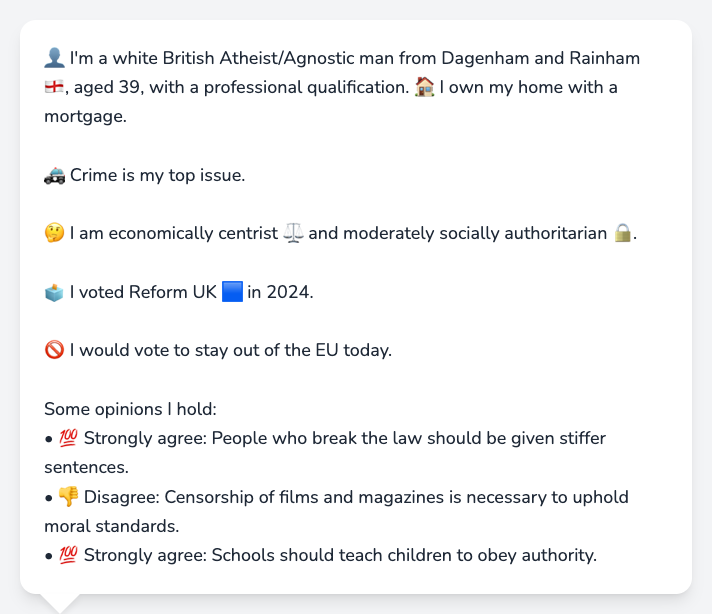 👤 I'm a white British Atheist/Agnostic man from Dagenham and Rainham
🏴󠁧󠁢󠁥󠁮󠁧󠁿, aged 39, with a professional qualification. 🏠 I own my home with a
mortgage.
🚓 Crime is my top issue.
🤔 I am economically centrist ⚖️ and moderately socially authoritarian 🔒.
🗳️ I voted Reform UK 🟦 in 2024.
🚫 I would vote to stay out of the EU today.
Some opinions I hold:
• 💯 Strongly agree: People who break the law should be given stiffer
sentences.
• 👎 Disagree: Censorship of films and magazines is necessary to uphold
moral standards.
• 💯 Strongly agree: Schools should teach children to obey authority.